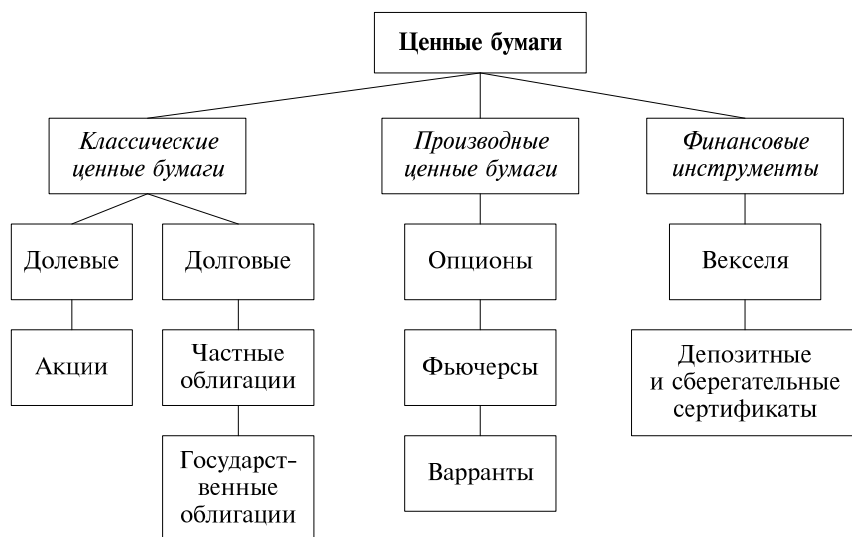 Ценные бумаги
Классические
ценные бумаги
Производные
ценные бумаги
Финансовые
инструменты
Долевые
Долговые
Опционы
Векселя
Акции
Частные
облигации
Фьючерсы
Депозитные
и сберегательные
сертификаты
Государст-
венные
облигации
Варранты